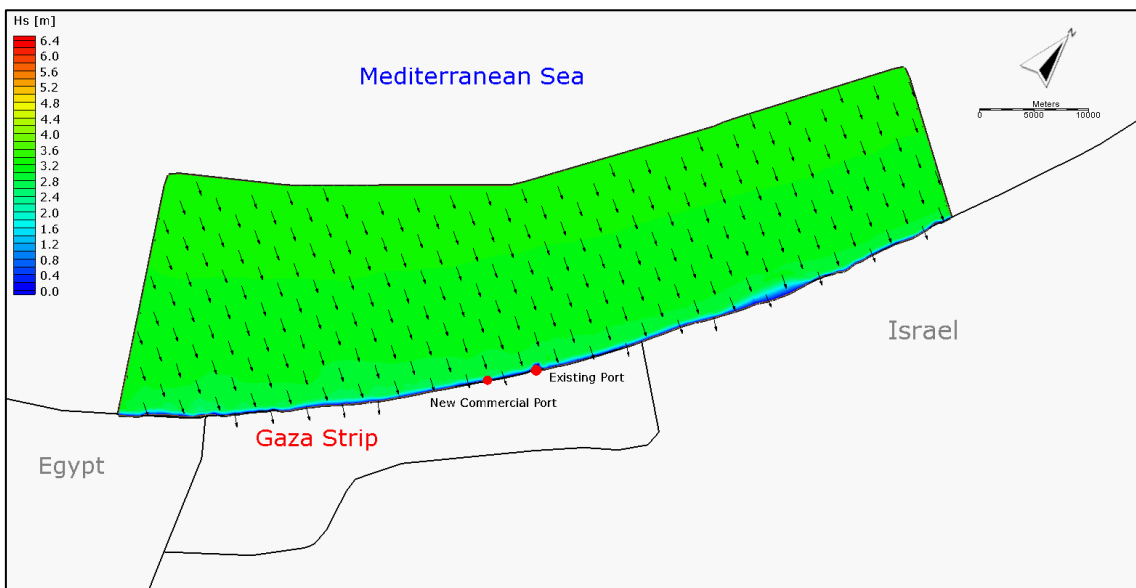 Hs [m]
6.4
6.0
5.6
5.2
4.8
4.4
4.0
3.6
3.2
2.8
2.4
2.0
1.6
1.2
0.8
0.4
0.0
Mediterranean Sea
N
Meters
0 5000 10000
Israel
Existing Port
New Commercial Port
Gaza Strip
Egypt